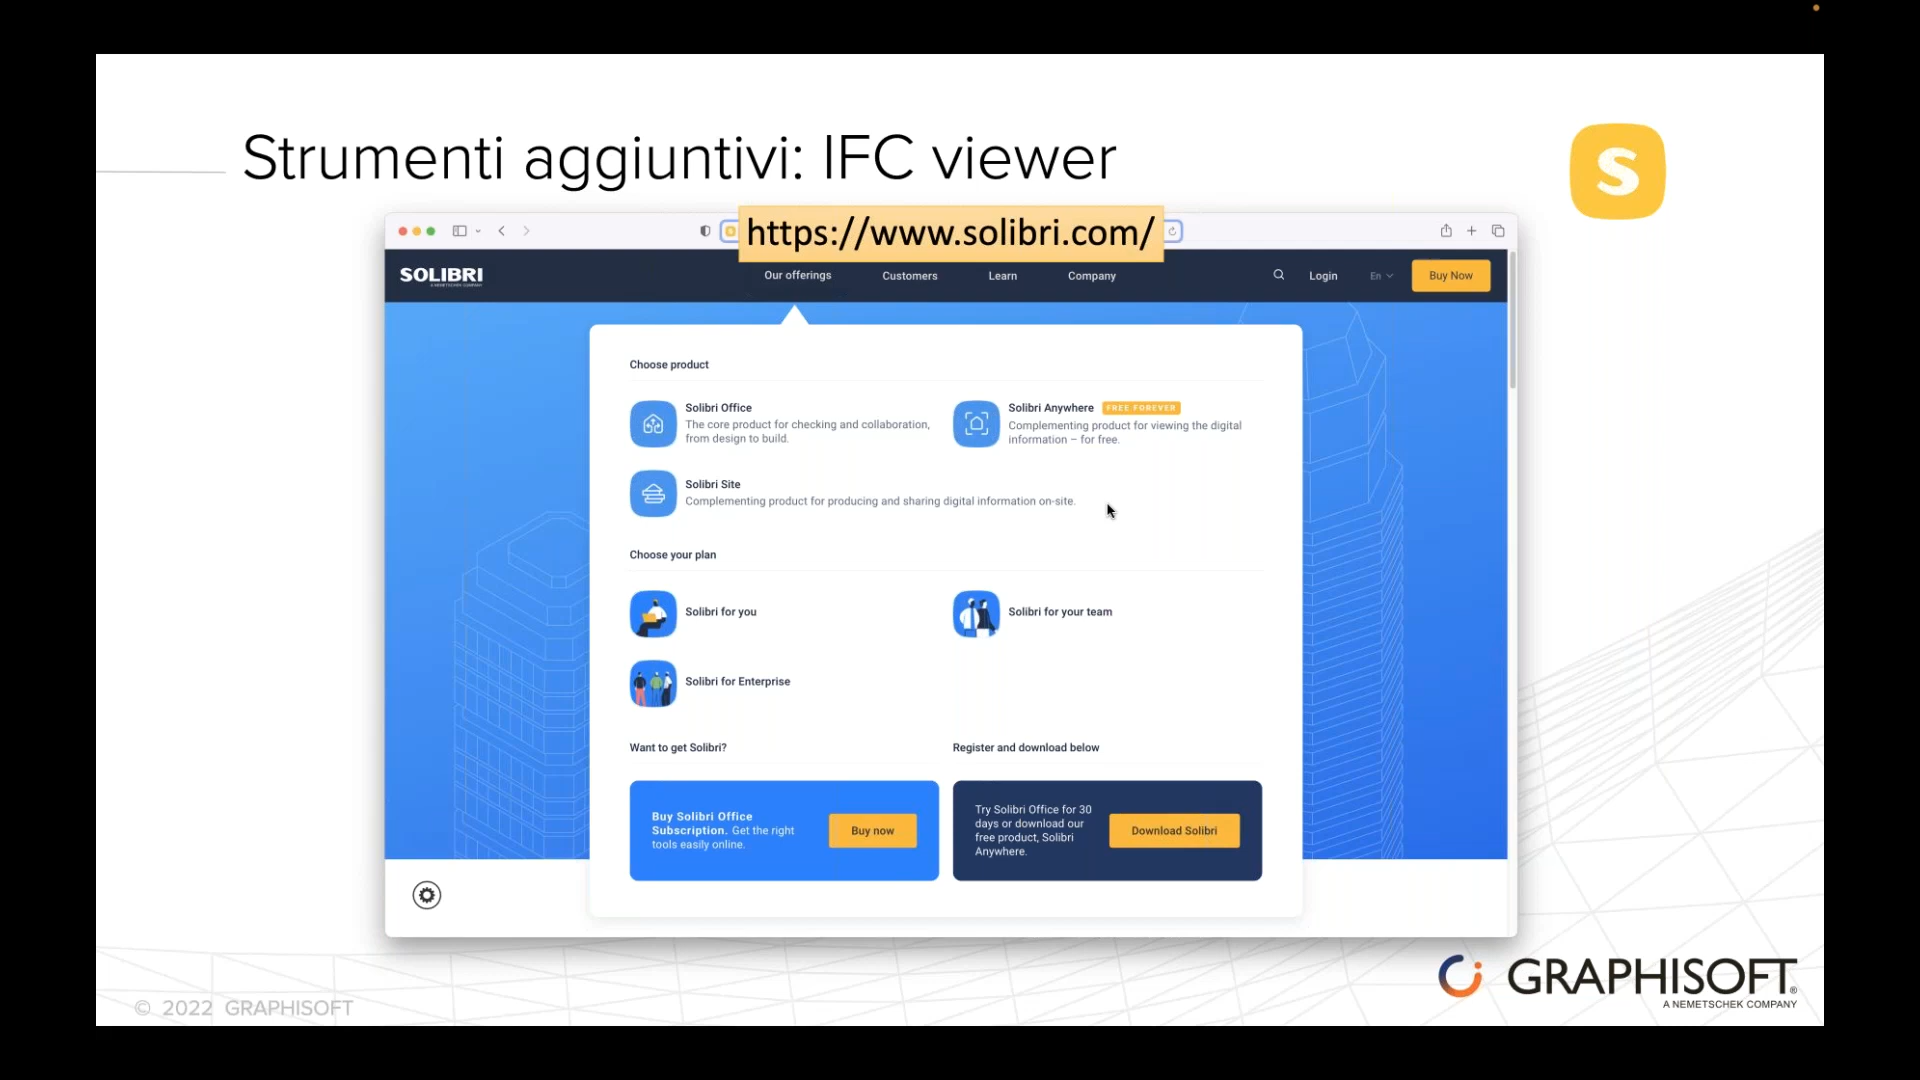 Strumenti aggiuntivi: IFC viewer
S
https://www.solibri.com/
SOLIBRI
A NEMETSCHEK COMPANY
Our offerings
Customers
Learn
Company
Login
En
Buy Now
Choose product
Solibri Office
The core product for checking and collaboration,
from design to build.
Solibri Anywhere FREE FOREVER
Complementing product for viewing the digital
information – for free.
Solibri Site
Complementing product for producing and sharing digital information on-site.
Choose your plan
Solibri for you
Solibri for your team
Solibri for Enterprise
Want to get Solibri?
Buy Solibri Office
Subscription. Get the right
tools easily online.
Buy now
Register and download below
Try Solibri Office for 30
days or download our
free product, Solibri
Anywhere.
Download Solibri
© 2022 GRAPHISOFT
GRAPHISOFT®
A NEMETSCHEK COMPANY